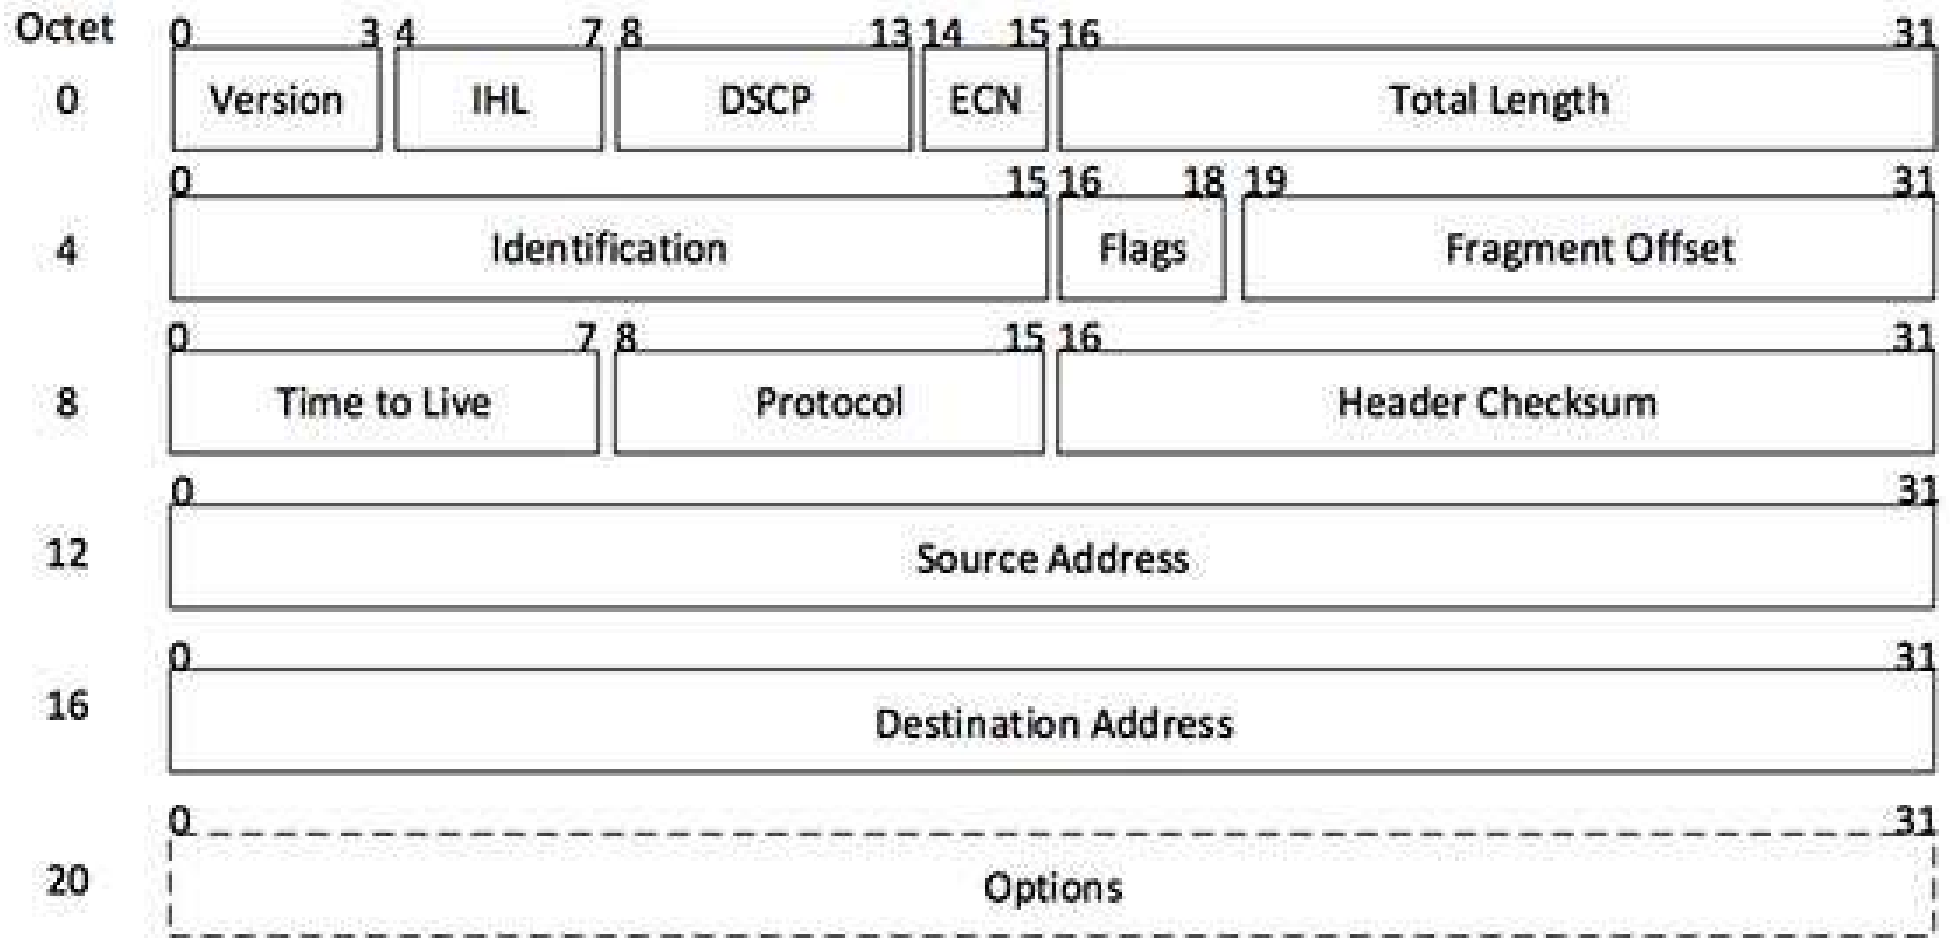 Octet 0 3 4 7 8 13 14 15 16 31
0 Version IHL DSCP ECN Total Length
0 15 16 18 19 31
4 Identification Flags Fragment Offset
0 7 8 15 16 31
8 Time to Live Protocol Header Checksum
0 31
12 Source Address
0 31
16 Destination Address
0 31
20 Options